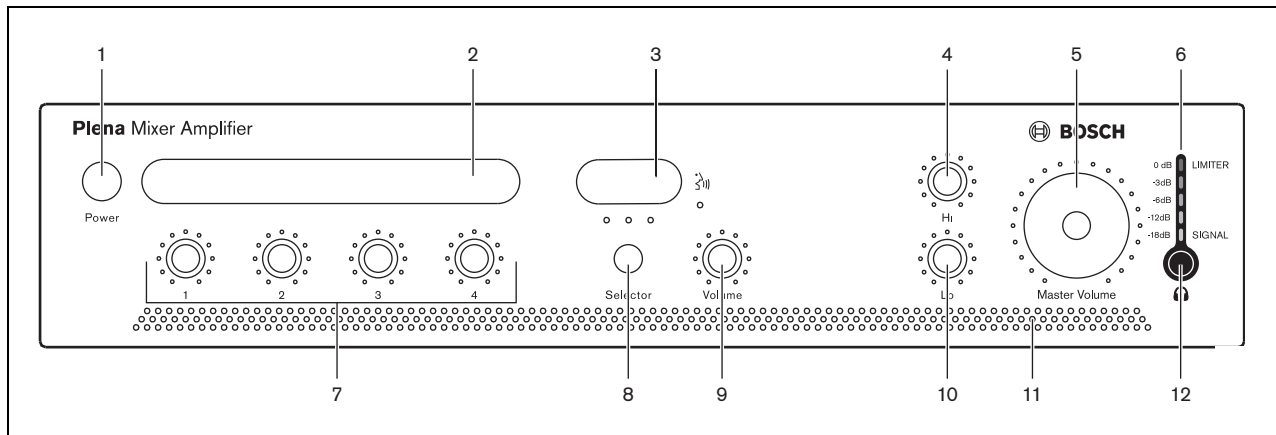 1 2 3 4 5 6
Plena Mixer Amplifier
BOSCH
0 dB LIMITER
-3dB
-6dB
-12dB
-18dB SIGNAL
Power
Hi
1 2 3 4
Selector Volume Lo Master Volume
7 8 9 10 11 12